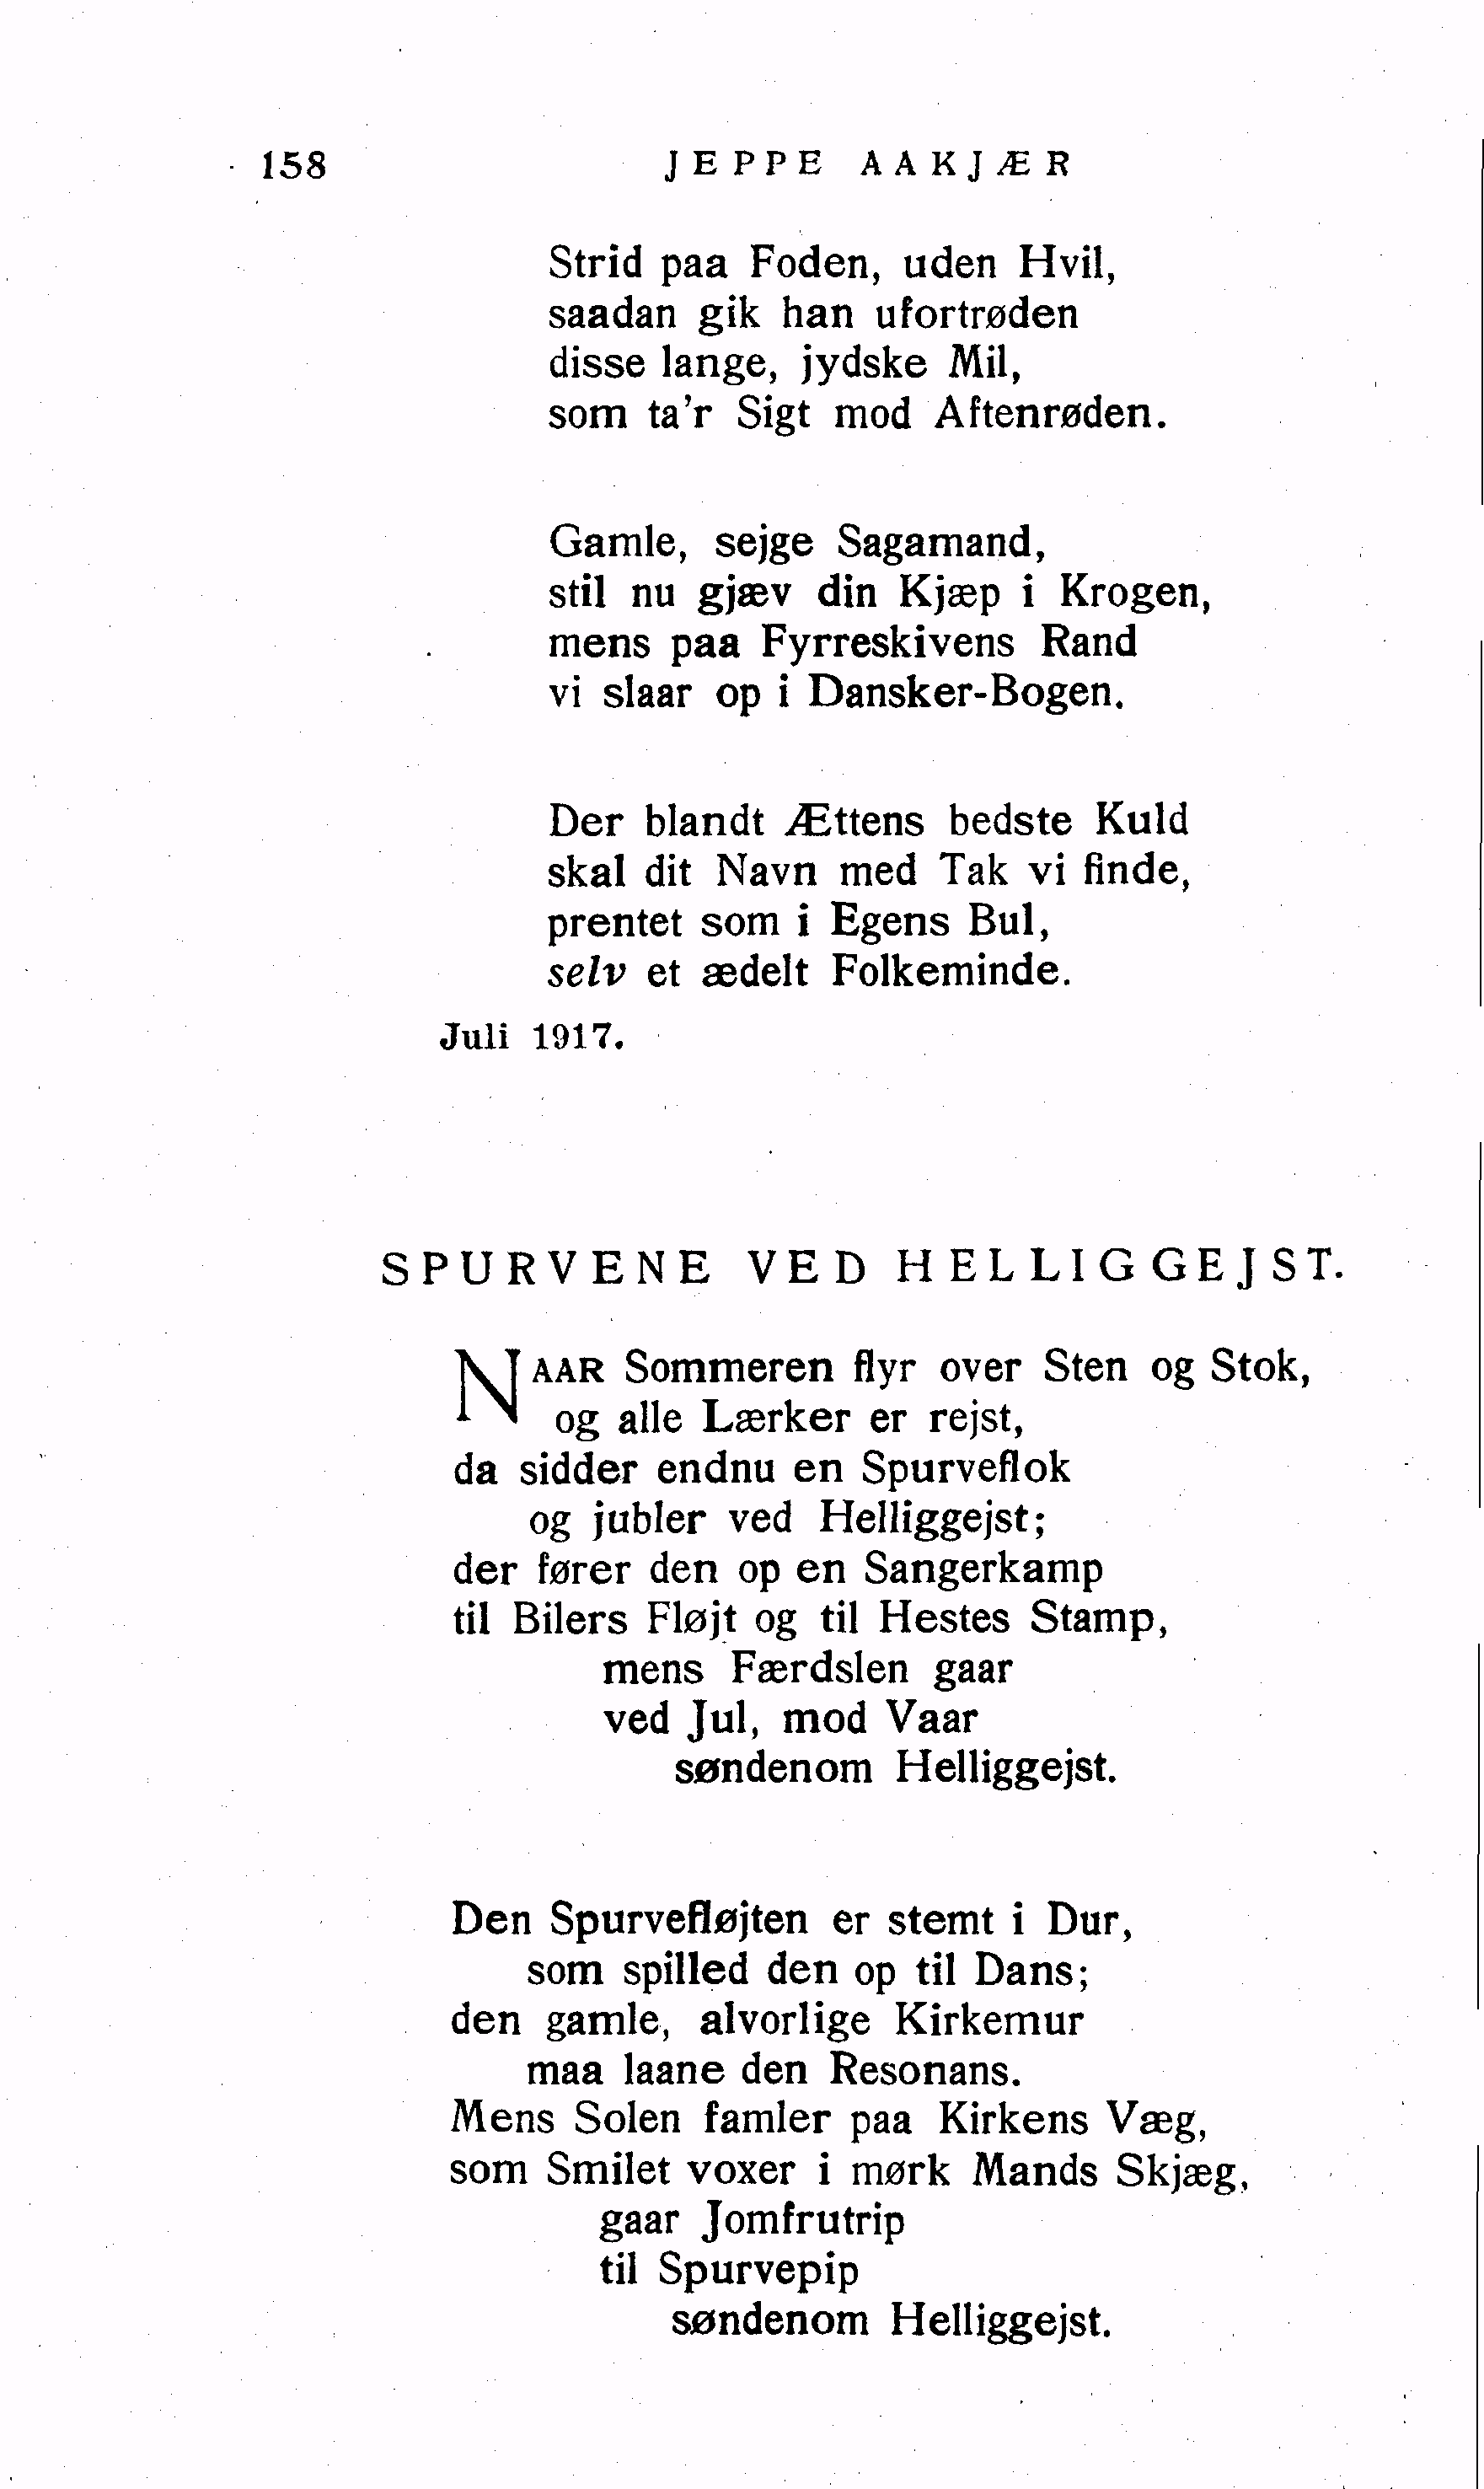 158 JEPPE AAKJÆR
Strid paa Foden, uden Hvil,
saadan gik han ufortrøden
disse lange, jydske Mil,
som ta'r Sigt mod Aftenrøden.
Gamle, sejge Sagamand,
stil nu gjæv din Kjæp i Krogen,
mens paa Fyrreskivens Rand
vi slaar op i Dansker-Bogen.
Der blandt Ættens bedste Kuld
skal dit Navn med Tak vi finde,
prentet som i Egens Bul,
selv et ædelt Folkeminde.
Juli 1917.
SPURVENE VED HELLIGGEJST.
NAAR Sommeren flyr over Sten og Stok,
og alle Lærker er rejst,
da sidder endnu en Spurveflok
og jubler ved Helliggejst;
der fører den op en Sangerkamp
til Bilers Fløjt og til Hestes Stamp,
mens Færdslen gaar
ved Jul, mod Vaar
søndenom Helliggejst.
Den Spurvefløjten er stemt i Dur,
som spilled den op til Dans;
den gamle, alvorlige Kirkemur
maa laane den Resonans.
Mens Solen famler paa Kirkens Væg,
som Smilet voxer i mørk Mands Skjæg,
gaar Jomfrutrip
til Spurvepip
søndenom Helliggejst.